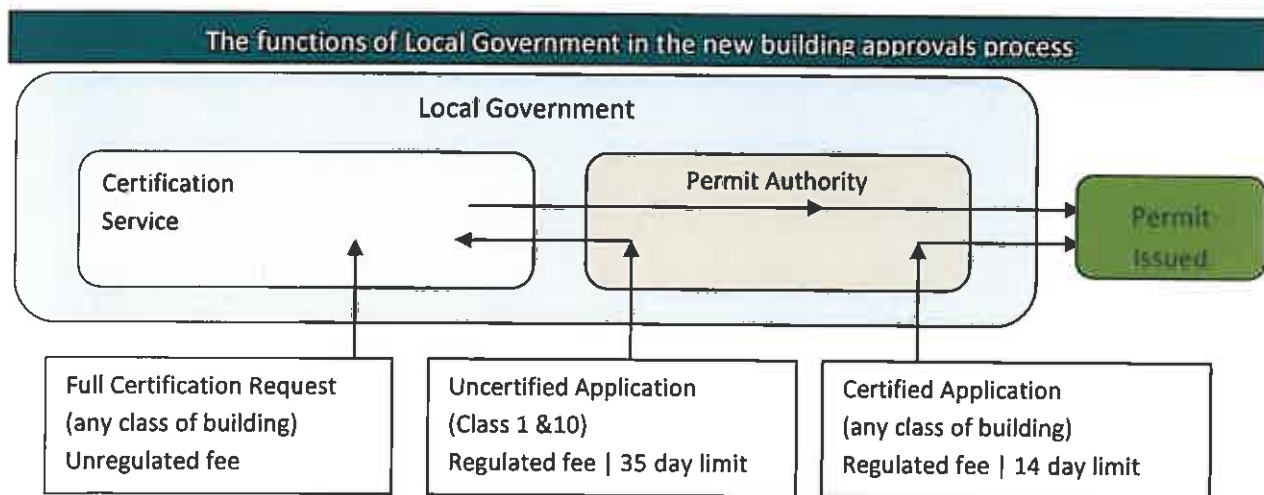 The functions of Local Government in the new building approvals process
Local Government
Certification
Service
Permit Authority
Permit
Issued
Full Certification Request
(any class of building)
Unregulated fee
Uncertified Application
(Class 1 &10)
Regulated fee | 35 day limit
Certified Application
(any class of building)
Regulated fee | 14 day limit